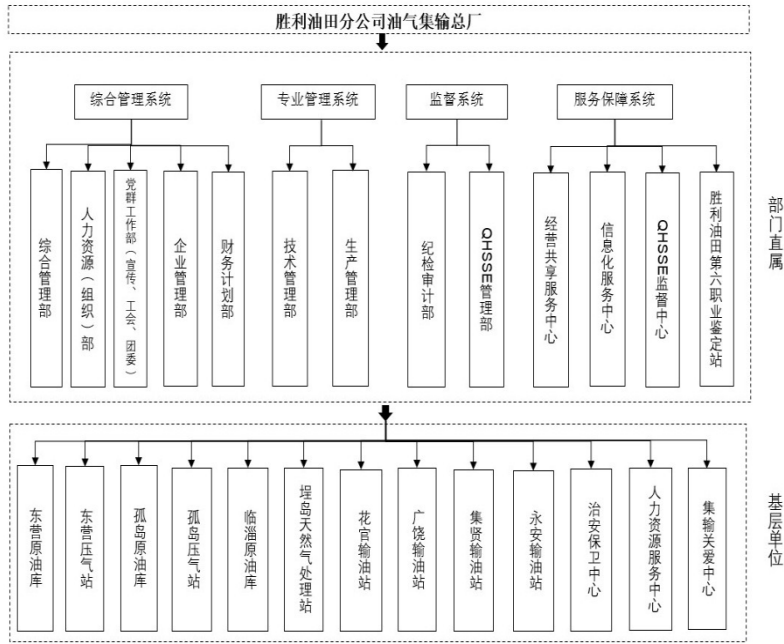 胜利油田分公司油气集输总厂
综合管理系统
专业管理系统
监督系统
服务保障系统
综合管理部
人力资源（组织）部
党群工作部（宣传、工会、团委）
企业管理部
财务计划部
技术管理部
生产管理部
纪检审计部
QHSSE管理部
经营共享服务中心
信息化服务中心
QHSSE监督中心
胜利油田第六职业鉴定站
部门直属
东营原油库
东营压气站
孤岛原油库
孤岛压气站
临淄原油库
埕岛天然气处理站
花官输油站
广饶输油站
集贤输油站
永安输油站
治安保卫中心
人力资源服务中心
集输关爱中心
基层单位